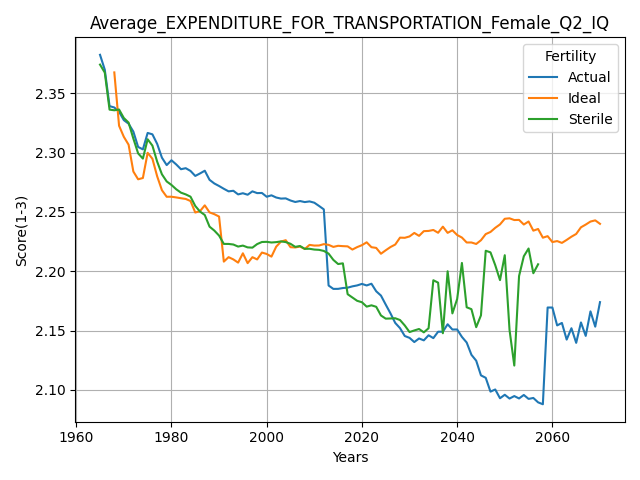 Average_EXPENDITURE_FOR_TRANSPORTATION_Female_Q2_IQ
Fertility
Actual
Ideal
Sterile
Score(1-3)
2.35
2.30
2.25
2.20
2.15
2.10
1960
1980
2000
2020
2040
2060
Years